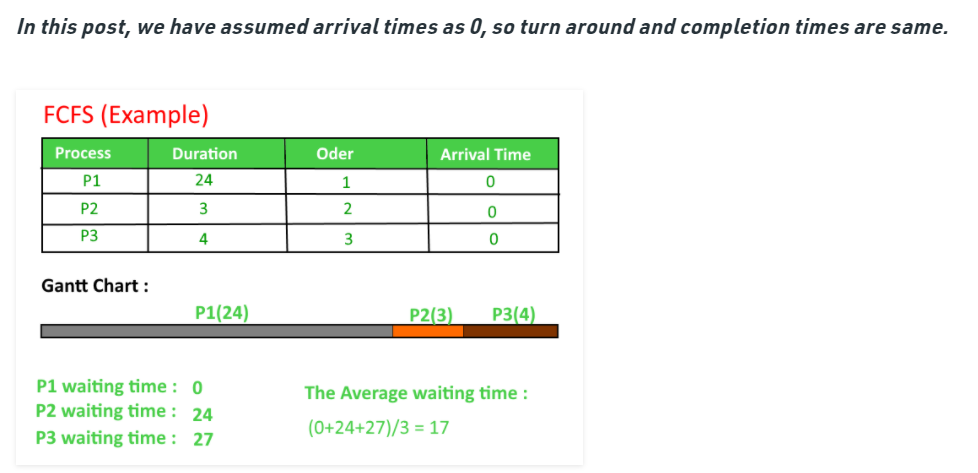 In this post, we have assumed arrival times as 0, so turn around and completion times are same.
FCFS (Example)
Process Duration Oder Arrival Time
P1 24 1 0
P2 3 2 0
P3 4 3 0
Gantt Chart :
P1(24) P2(3) P3(4)
P1 waiting time : 0
P2 waiting time : 24
P3 waiting time : 27
The Average waiting time :
(0+24+27)/3 = 17